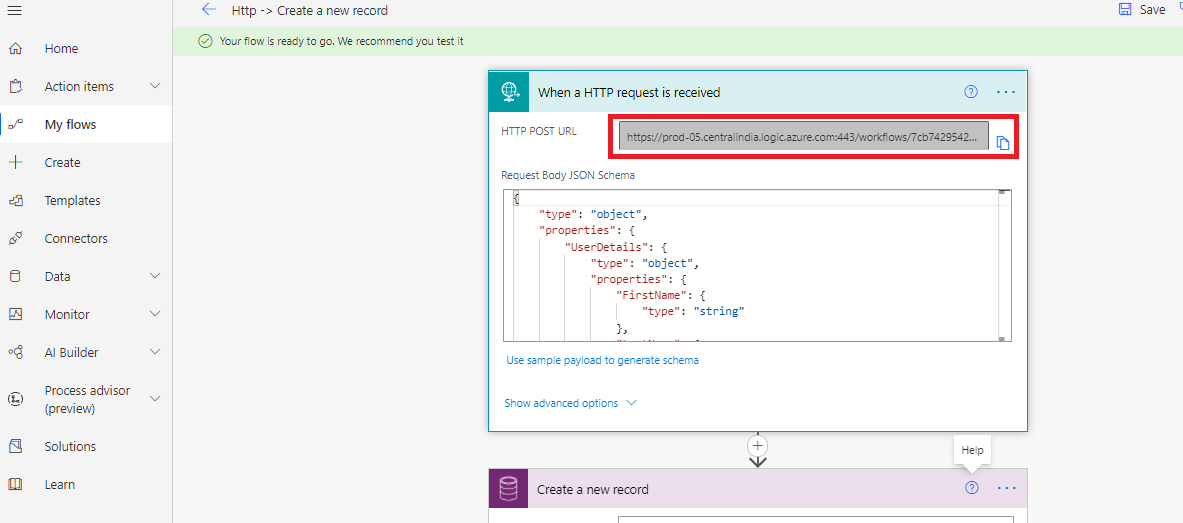 Http -> Create a new record
Save
Your flow is ready to go. We recommend you test it
Home
Action items
My flows
Create
Templates
Connectors
Data
Monitor
AI Builder
Process advisor
(preview)
Solutions
Learn
When a HTTP request is received
HTTP POST URL
https://prod-05.centralindia.logic.azure.com:443/workflows/7cb7429542...
Request Body JSON Schema
{
"type": "object",
"properties": {
"UserDetails": {
"type": "object",
"properties": {
"FirstName": {
"type": "string"
},
Use sample payload to generate schema
Show advanced options
Help
Create a new record